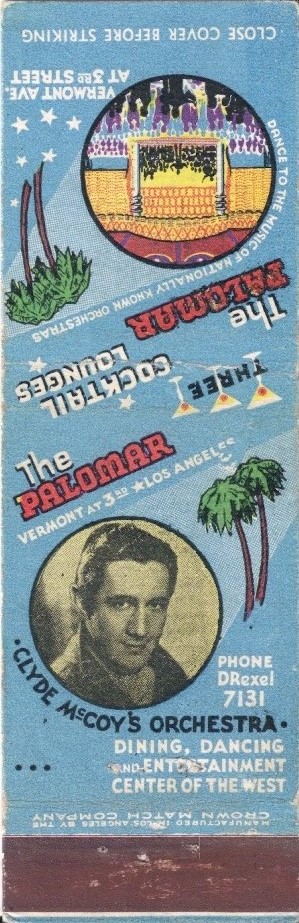 CLOSE COVER BEFORE STRIKING
VERMONT AVE.
AT 3RD STREET
DANCE TO THE MUSIC OF NATIONALLY KNOWN ORCHESTRAS
The
PALOMAR
THREE
COCKTAIL
LOUNGES
The
PALOMAR
VERMONT AT 3RD ★ LOS ANGELES
PHONE
DRexel
7131
• CLYDE McCOY'S ORCHESTRA •
DINING, DANCING
AND ENTERTAINMENT
CENTER OF THE WEST
...
MANUFACTURED IN LOS ANGELES BY THE
CROWN MATCH COMPANY